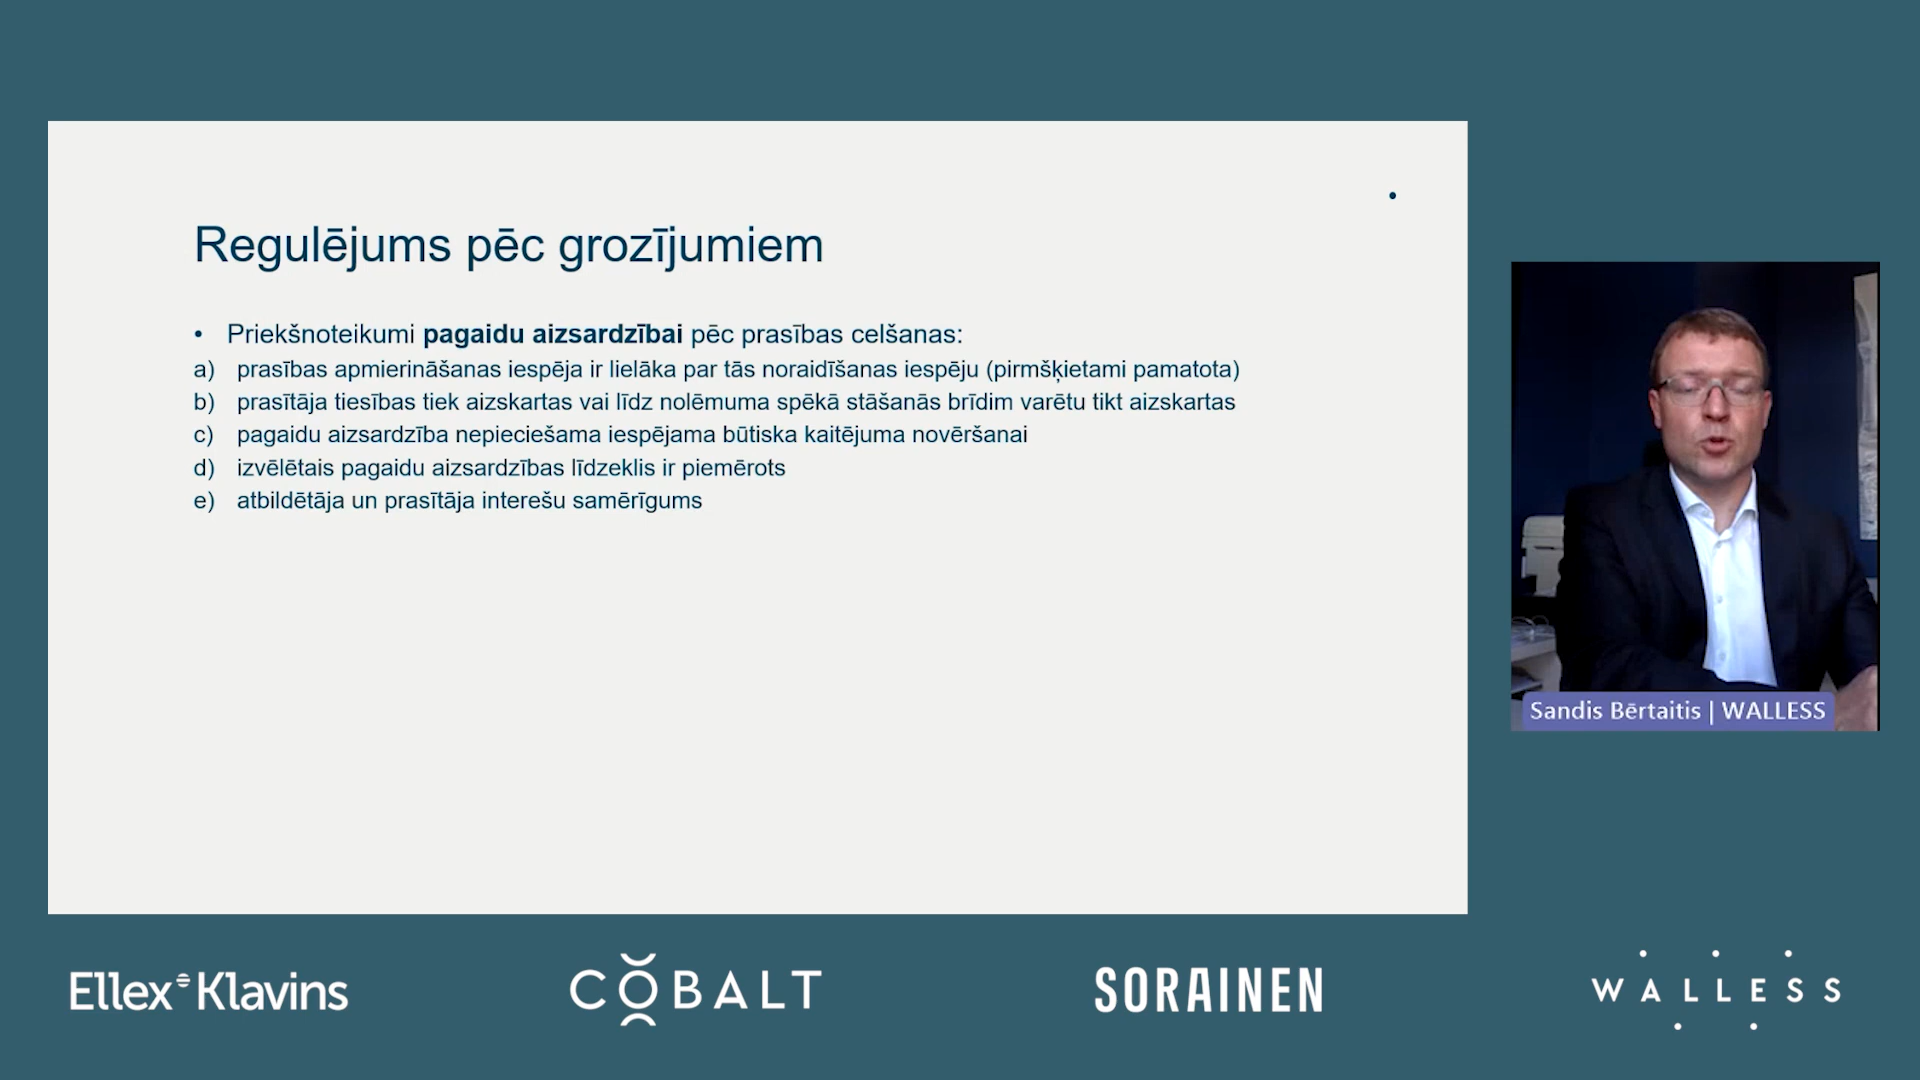 Regulējums pēc grozījumiem
• Priekšnoteikumi pagaidu aizsardzībai pēc prasības celšanas:
a) prasības apmierināšanas iespēja ir lielāka par tās noraidīšanas iespēju (pirmšķietami pamatota)
b) prasītāja tiesības tiek aizskartas vai līdz nolēmuma spēkā stāšanās brīdim varētu tikt aizskartas
c) pagaidu aizsardzība nepieciešama iespējama būtiska kaitējuma novēršanai
d) izvēlētais pagaidu aizsardzības līdzeklis ir piemērots
e) atbildētāja un prasītāja interešu samērīgums
Sandis Bērtaitis | WALLESS
Ellex Klavins
COBALT
SORAINEN
WALLESS